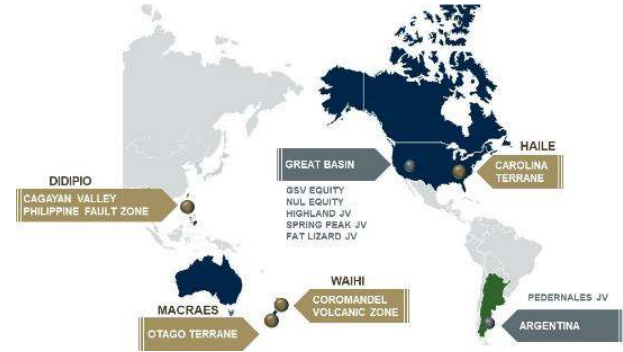 DIDIPIO
CAGAYAN VALLEY
PHILIPPINE FAULT ZONE
GREAT BASIN
GSV EQUITY
NUL EQUITY
HIGHLAND JV
SPRING PEAK JV
FAT LIZARD JV
HAILE
CAROLINA
TERRANE
WAIHI
COROMANDEL
VOLCANIC ZONE
MACRAES
OTAGO TERRANE
PEDERNALES JV
ARGENTINA